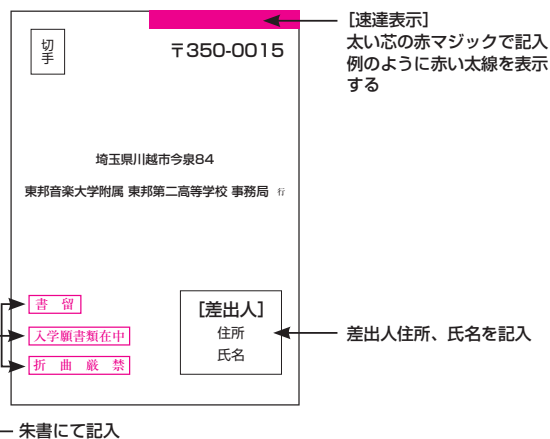 [速達表示]
太い芯の赤マジックで記入
例のように赤い太線を表示
する
切手
〒350-0015
埼玉県川越市今泉84
東邦音楽大学附属 東邦第二高等学校 事務局 行
書 留
入学願書類在中
折 曲 厳 禁
[差出人]
住所
氏名
差出人住所、氏名を記入
朱書にて記入